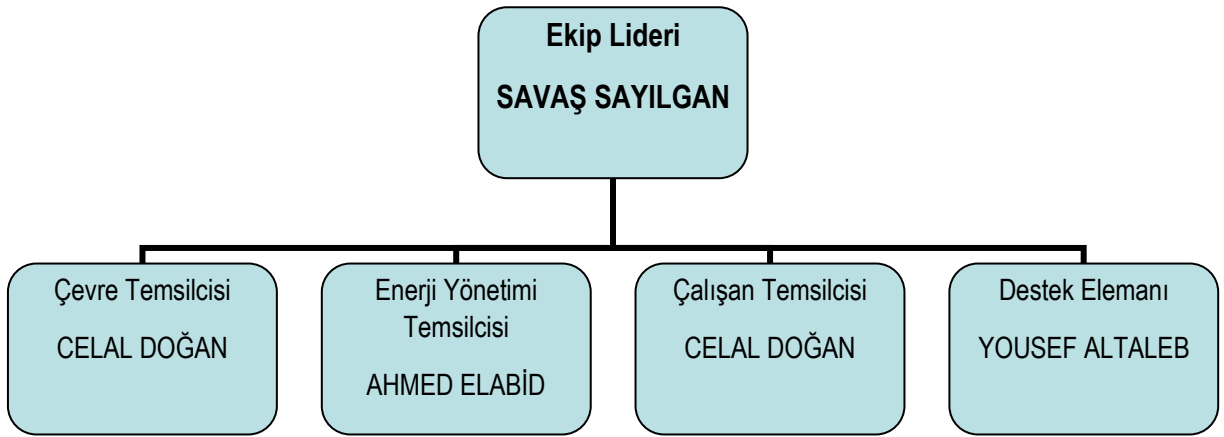 Ekip Lideri
SAVAŞ SAYILGAN
Çevre Temsilcisi
CELAL DOĞAN
Enerji Yönetimi
Temsilcisi
AHMED ELABİD
Çalışan Temsilcisi
CELAL DOĞAN
Destek Elemanı
YOUSEF ALTALEB